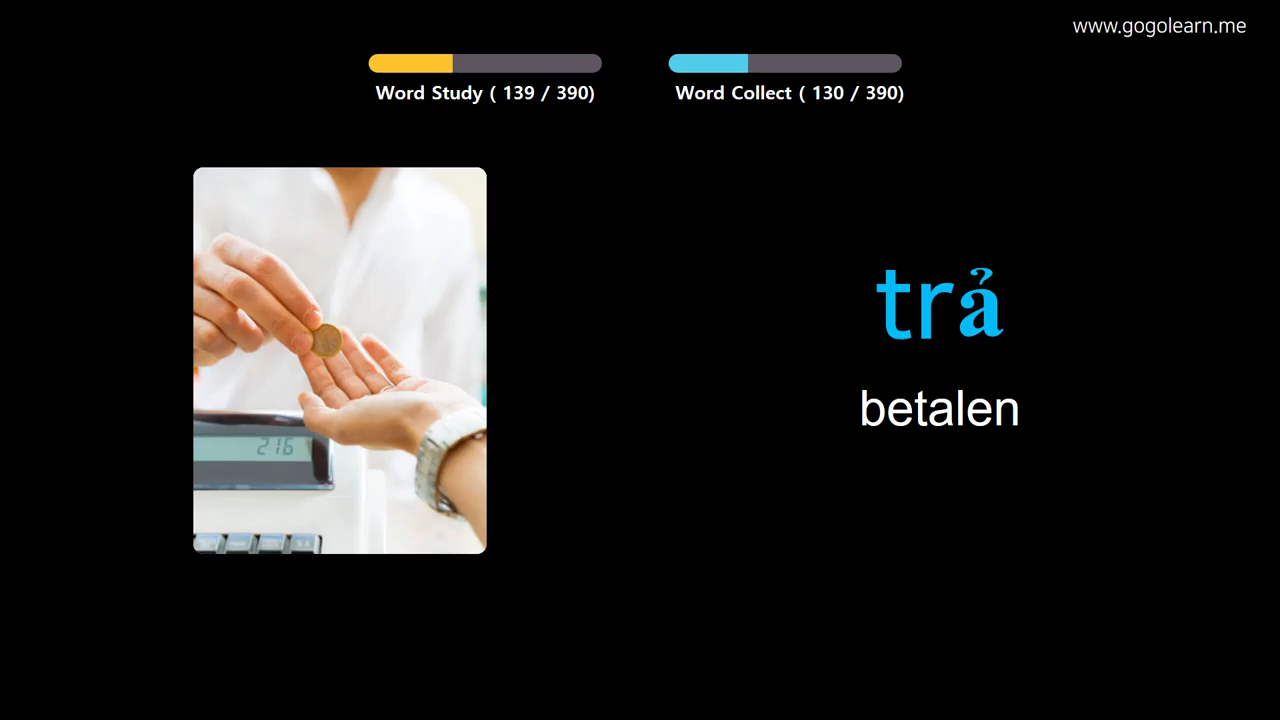 www.gogolearn.me
Word Study ( 139 / 390)
Word Collect ( 130 / 390)
216
trả
betalen